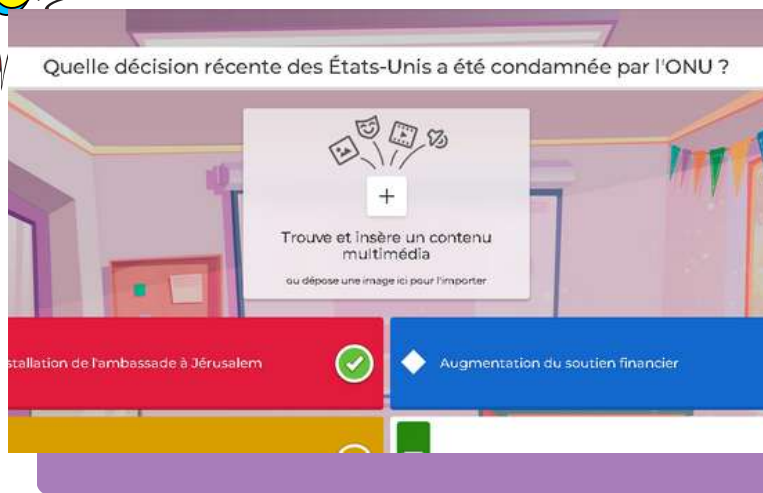 Quelle décision récente des États-Unis a été condamnée par l'ONU ?
Trouve et insère un contenu
multimédia
ou dépose une image ici pour l'importer
stallation de l'ambassade à Jérusalem
Augmentation du soutien financier